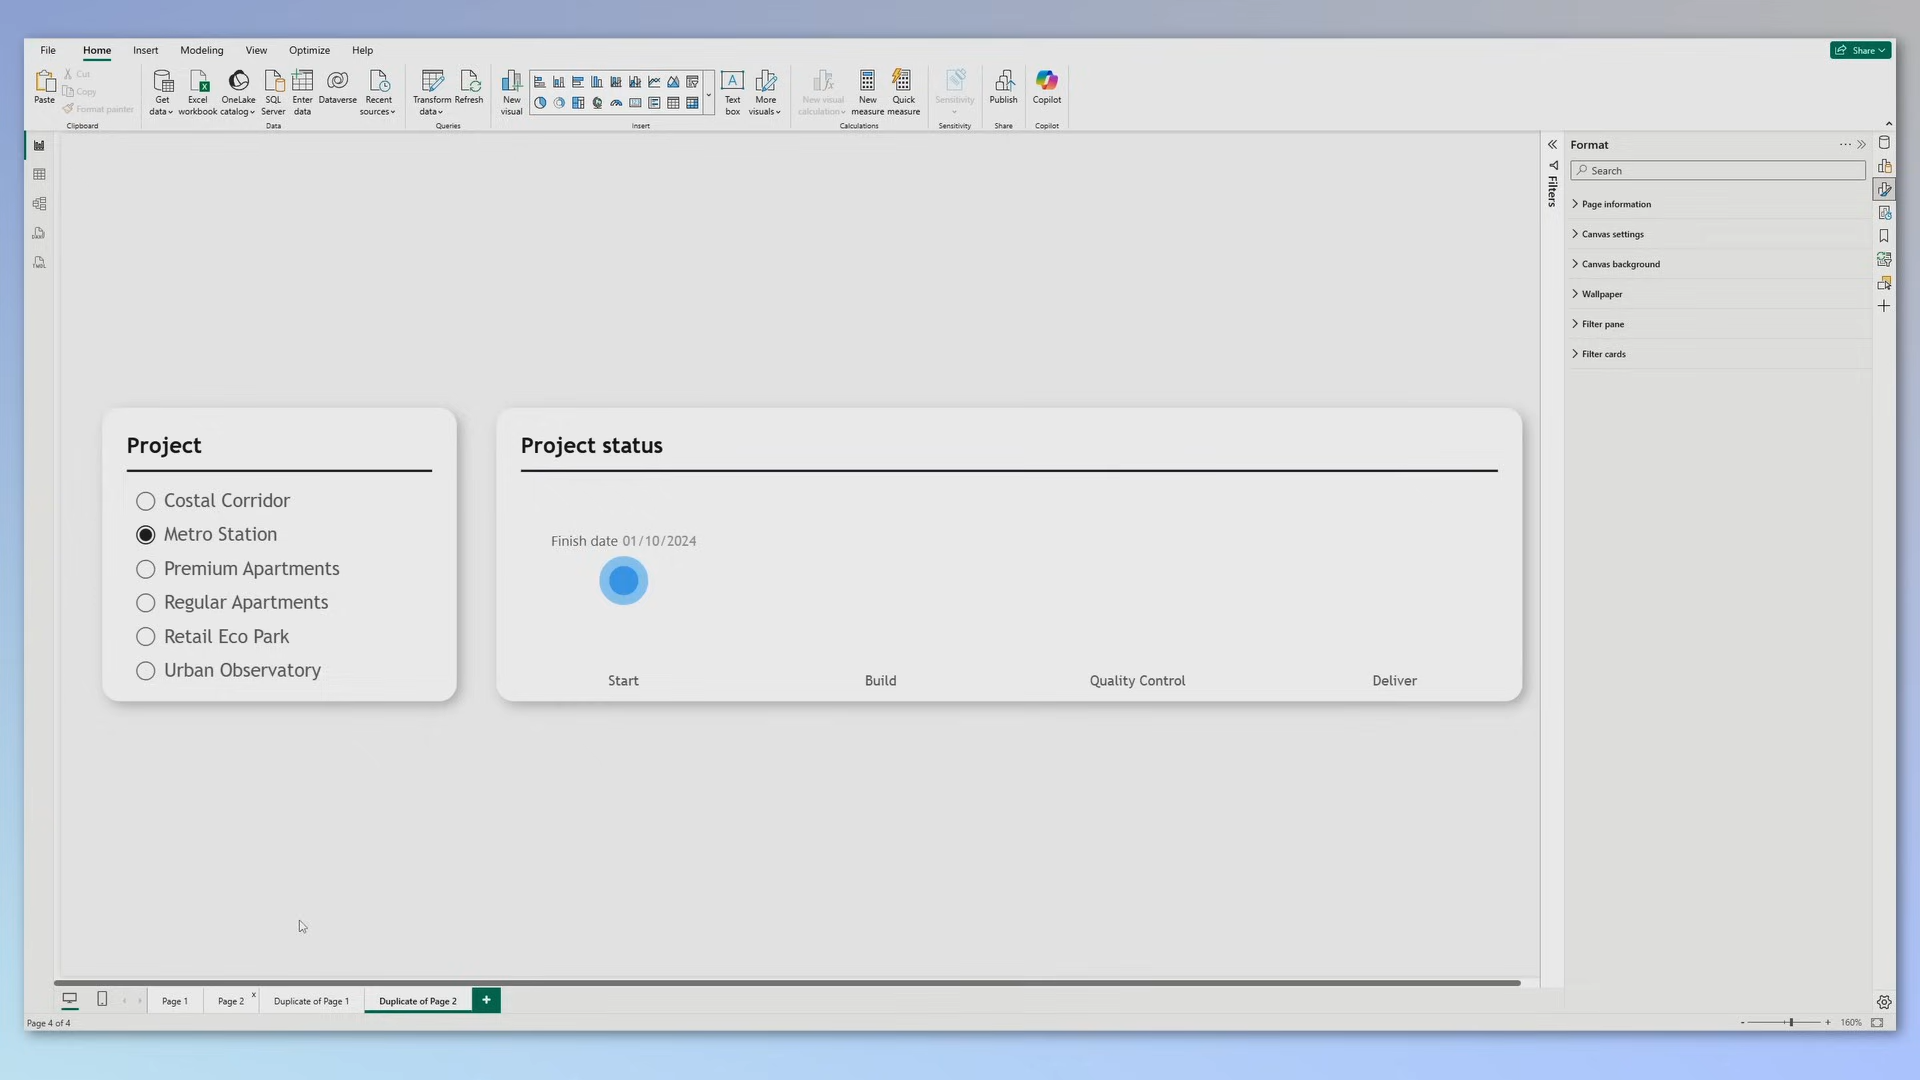 File Home Insert Modeling View Optimize Help Share
Paste Cut Copy Format painter
Clipboard
Get data Excel workbook OneLake catalog SQL Server Enter data Dataverse Recent sources
Data
Transform data Refresh
Queries
New visual Text box More visuals
Insert
New visual calculation New measure Quick measure
Calculations
Sensitivity
Sensitivity
Publish
Share
Copilot
Copilot
Filters
Format
Search
Page information
Canvas settings
Canvas background
Wallpaper
Filter pane
Filter cards
Project
Costal Corridor
Metro Station
Premium Apartments
Regular Apartments
Retail Eco Park
Urban Observatory
Project status
Finish date 01/10/2024
Start Build Quality Control Deliver
Page 1 Page 2 Duplicate of Page 1 Duplicate of Page 2
Page 4 of 4
160%